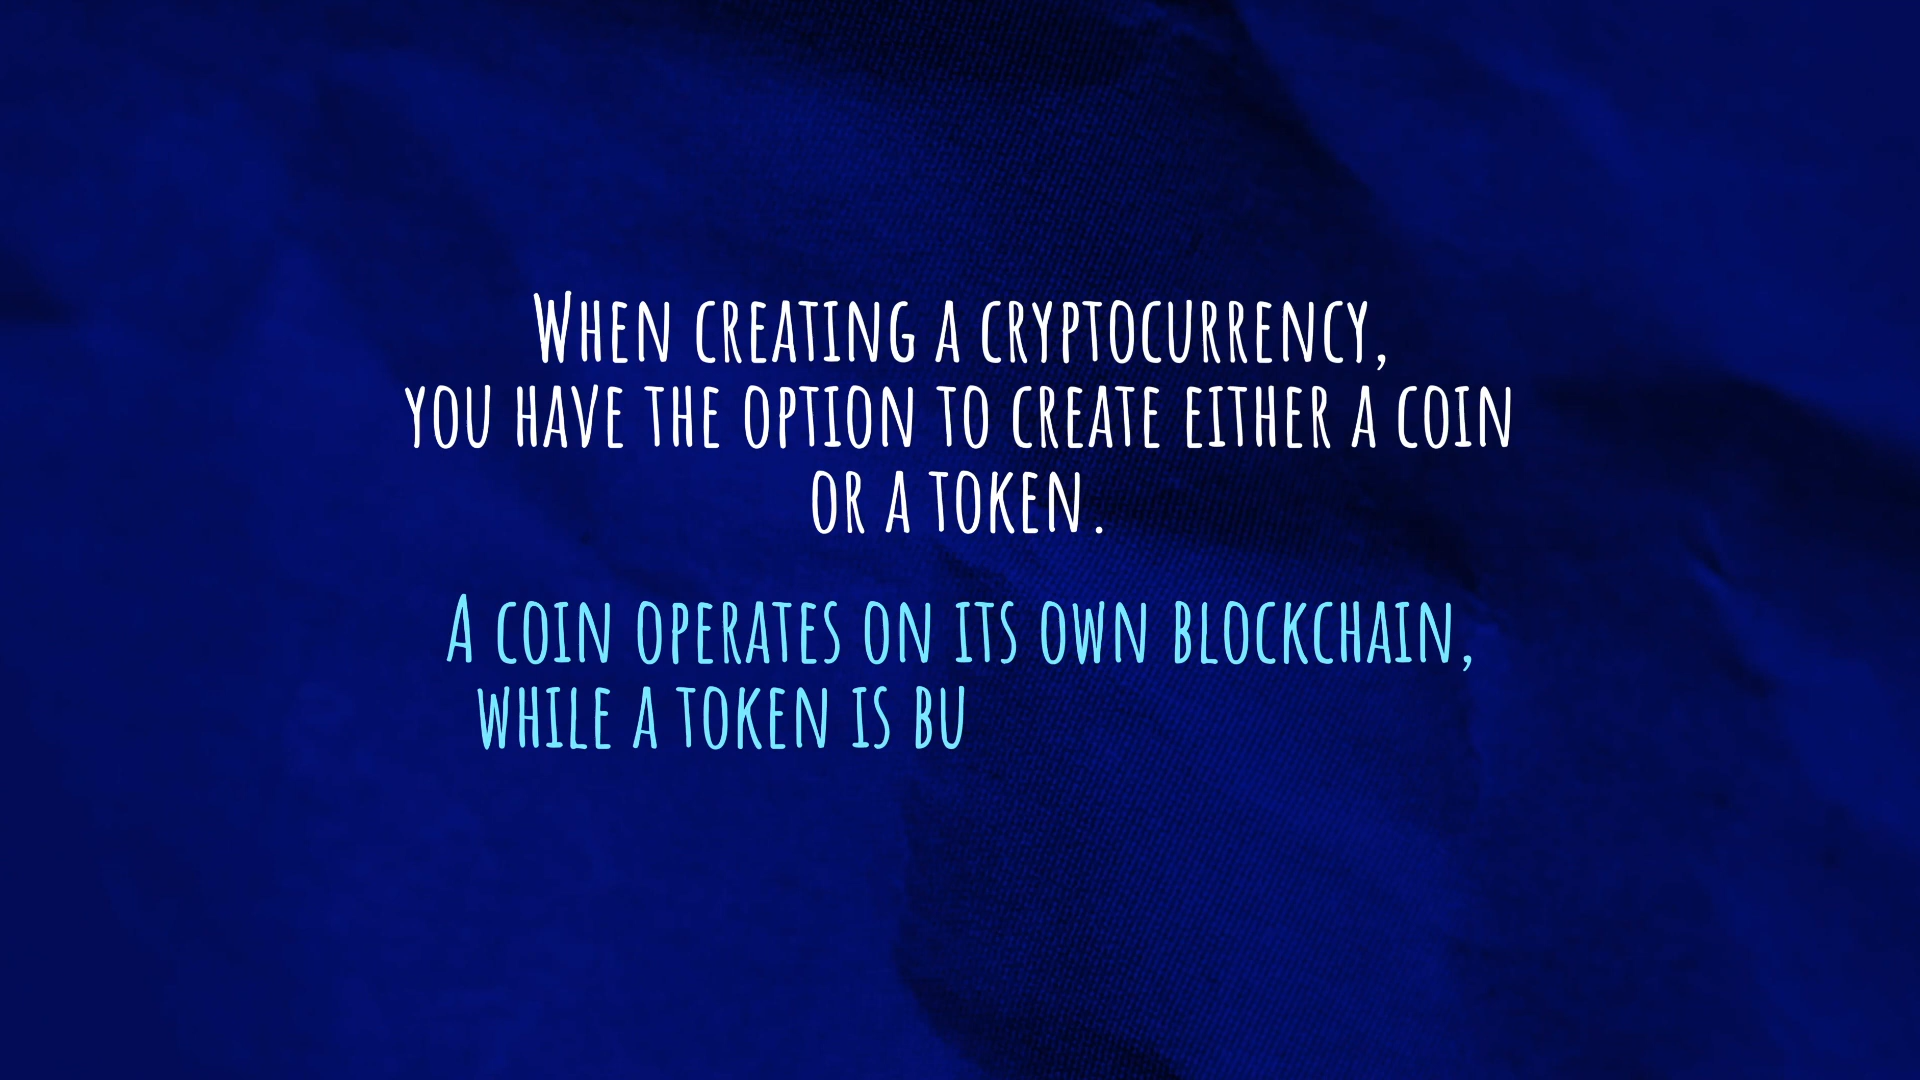 When creating a cryptocurrency,
you have the option to create either a coin
or a token.
A coin operates on its own blockchain,
while a token is bu